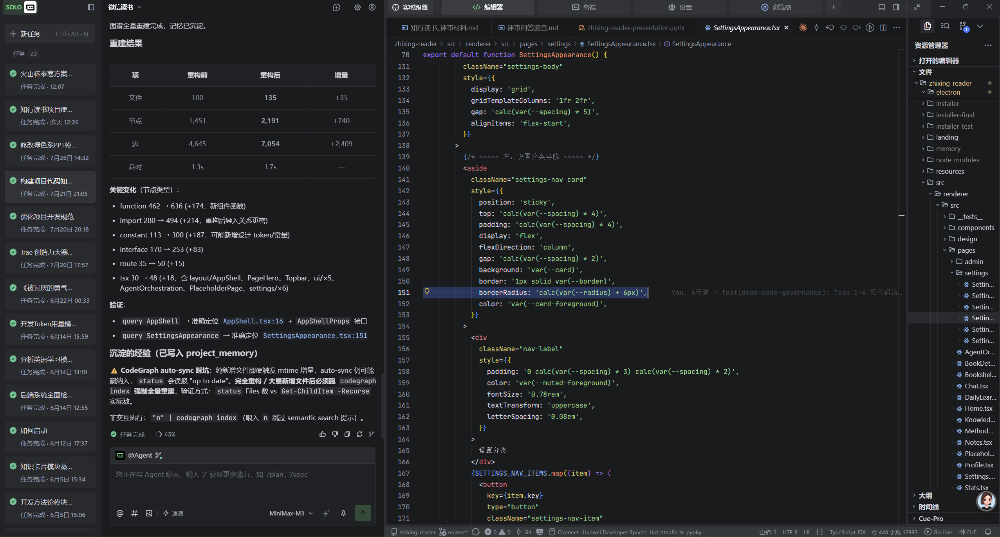 SOLO
新任务 Ctrl+Alt+N
任务 23
火山杯参赛方案...
任务完成 · 12:07
知行读书项目使...
任务完成 · 昨天 12:26
修改绿色系PPT模...
任务完成 · 7月26日 14:32
构建项目代码知...
任务完成 · 7月21日 21:05
优化项目开发规范
任务完成 · 7月20日 20:18
Trae 创造力大赛...
任务完成 · 7月20日 17:57
《被讨厌的勇气...
任务完成 · 6月22日 00:33
开发Token用量模...
任务完成 · 6月14日 15:59
分析英语学习模...
任务完成 · 6月14日 13:10
后端系统全面检...
任务完成 · 6月14日 12:55
如何启动
任务完成 · 6月12日 17:37
知识卡片模块蒸...
任务完成 · 6月5日 15:34
开发方法论模块...
任务完成 · 6月5日 15:06
微信读书
图谱全量重建完成，记忆已沉淀。
重建结果
项 重构前 重构后 增量
文件 100 135 +35
节点 1,451 2,191 +740
边 4,645 7,054 +2,409
耗时 1.3s 1.7s —
关键变化（节点类型）：
• function 462 → 636 (+174，新组件函数)
• import 280 → 494 (+214，重构后导入关系更密)
• constant 113 → 300 (+187，可能新增设计 token/常量)
• interface 170 → 253 (+83)
• route 35 → 50 (+15)
• tsx 30 → 48 (+18，含 layout/AppShell、PageHero、Topbar、ui/×5、
AgentOrchestration、PlaceholderPage、settings/×6)
验证：
• query AppShell → 准确定位 AppShell.tsx:16 + AppShellProps 接口
• query SettingsAppearance → 准确定位 SettingsAppearance.tsx:151
沉淀的经验（已写入 project_memory）
⚠ CodeGraph auto-sync 踩坑：纯新增文件即使触发 mtime 增量，auto-sync 仍可能
漏纳入，status 会误报 "up to date"。完全重构 / 大量新增文件后必须跑 codegraph
index 强制全量重建。验证方式：status Files 数 vs Get-ChildItem -Recurse
实际数。
非交互执行："n" | codegraph index（喂入 n 跳过 semantic search 提示）。
任务完成 43%
@Agent
您正在与 Agent 聊天，输入 '/' 获取更多能力，如 '/plan', '/spec'
速通 MiniMax-M3
实时跟随 编辑器 终端 设置 浏览器
知行读书_评审材料.md 评审问答速查.md zhixing-reader-presentation.pptx SettingsAppearance.tsx
zhixing-reader > src > renderer > src > pages > settings > SettingsAppearance.tsx > SettingsAppearance
70 export default function SettingsAppearance() {
131 className="settings-body"
132 style={{
133 display: 'grid',
134 gridTemplateColumns: '1fr 2fr',
135 gap: 'calc(var(--spacing) * 5)',
136 alignItems: 'flex-start',
137 }}
138 >
139 {/* ===== 左：设置分类导航 ===== */}
140 <aside
141 className="settings-nav card"
142 style={{
143 position: 'sticky',
144 top: 'calc(var(--spacing) * 4)',
145 padding: 'calc(var(--spacing) * 4)',
146 display: 'flex',
147 flexDirection: 'column',
148 gap: 'calc(var(--spacing) * 2)',
149 background: 'var(--card)',
150 border: '1px solid var(--border)',
151 borderRadius: 'calc(var(--radius) + 6px)', You, 6天前 • feat(dead-code-governance): Task 1-4 死代码治…
152 color: 'var(--card-foreground)',
153 }}
154 >
155 <div
156 className="nav-label"
157 style={{
158 padding: '0 calc(var(--spacing) * 3) calc(var(--spacing) * 2)',
159 color: 'var(--muted-foreground)',
160 fontSize: '0.78rem',
161 textTransform: 'uppercase',
162 letterSpacing: '0.08em',
163 }}
164 >
165 设置分类
166 </div>
167 {SETTINGS_NAV_ITEMS.map((item) => (
168 <button
169 key={item.key}
170 type="button"
171 className="settings-nav-item"
1
资源管理器
打开的编辑器
文件
zhixing-reader
electron
installer
installer-final
installer-test
landing
memory
node_modules
resources
src
renderer
src
__tests__
components
design
pages
admin
settings
Settin...
Settin...
Settin...
Settin...
Settin...
Settin...
AgentOr...
BookDet...
Bookshel...
Chat.tsx
DailyLear...
Home.tsx
Knowled...
Method...
Notes.tsx
Placehol...
Profile.tsx
Settings....
Stats.tsx
大纲
时间线
Cue-Pro
zhixing-reader master* 0 0 Git Connect Huawei Developer Space：hid_htba8s-tk_pypky 空格: 2 UTF-8 LF { } TypeScript JSX 行 448 字数 12993 Go Live CUE